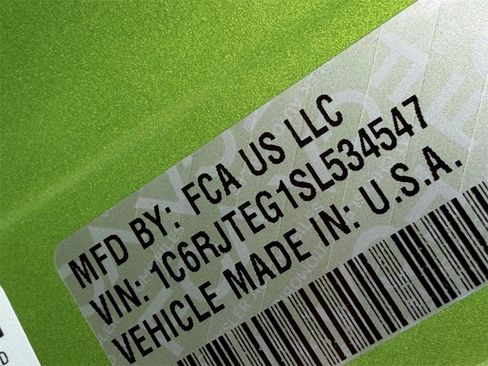 MFD BY: FCA US LLC
VIN: 1C6RJTEG1SL534547
VEHICLE MADE IN: U.S.A.
D